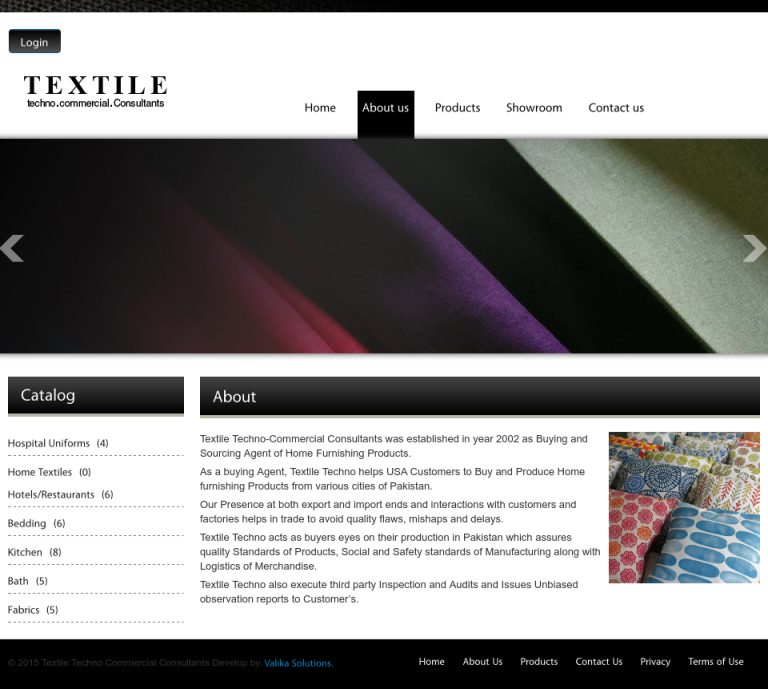 Login
TEXTILE
techno.commercial.Consultants
Home About us Products Showroom Contact us
Catalog
Hospital Uniforms (4)
Home Textiles (0)
Hotels/Restaurants (6)
Bedding (6)
Kitchen (8)
Bath (5)
Fabrics (5)
About
Textile Techno-Commercial Consultants was established in year 2002 as Buying and
Sourcing Agent of Home Furnishing Products.
As a buying Agent, Textile Techno helps USA Customers to Buy and Produce Home
furnishing Products from various cities of Pakistan.
Our Presence at both export and import ends and interactions with customers and
factories helps in trade to avoid quality flaws, mishaps and delays.
Textile Techno acts as buyers eyes on their production in Pakistan which assures
quality Standards of Products, Social and Safety standards of Manufacturing along with
Logistics of Merchandise.
Textile Techno also execute third party Inspection and Audits and Issues Unbiased
observation reports to Customer's.
© 2015 Textile Techno Commercial Consultants Develop by, Valika Solutions.
Home About Us Products Contact Us Privacy Terms of Use